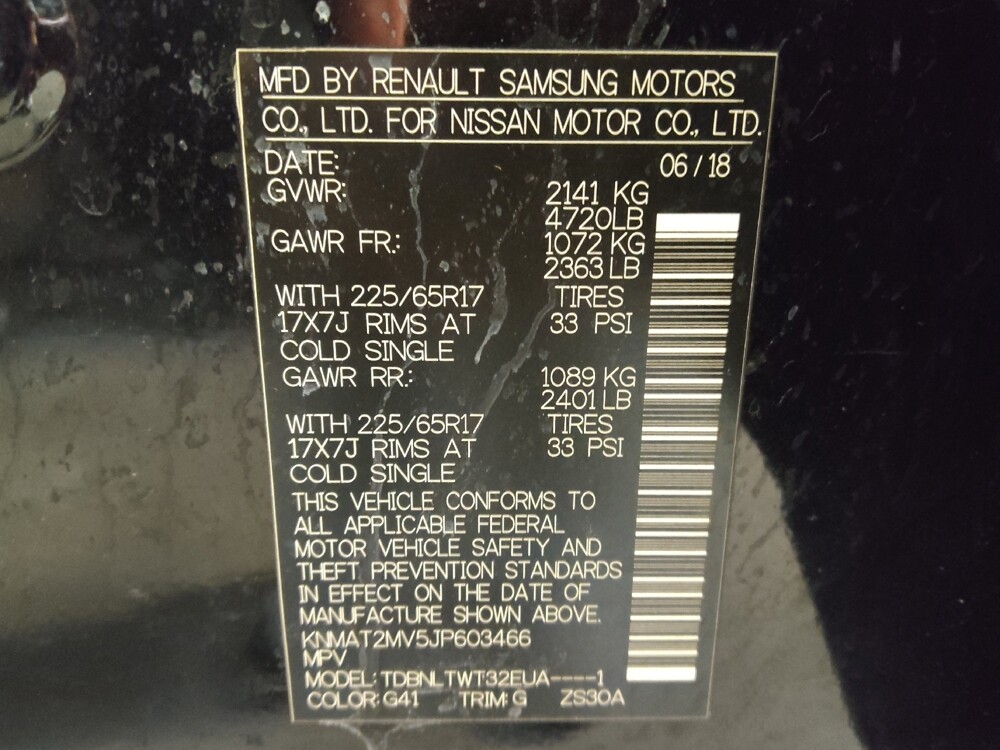 MFD BY RENAULT SAMSUNG MOTORS
CO., LTD. FOR NISSAN MOTOR CO., LTD.
DATE: 06 / 18
GVWR: 2141 KG
4720LB
GAWR FR.: 1072 KG
2363 LB
WITH 225/65R17 TIRES
17X7J RIMS AT 33 PSI
COLD SINGLE
GAWR RR.: 1089 KG
2401 LB
WITH 225/65R17 TIRES
17X7J RIMS AT 33 PSI
COLD SINGLE
THIS VEHICLE CONFORMS TO
ALL APPLICABLE FEDERAL
MOTOR VEHICLE SAFETY AND
THEFT PREVENTION STANDARDS
IN EFFECT ON THE DATE OF
MANUFACTURE SHOWN ABOVE.
KNMAT2MV5JP603466
MPV
MODEL: TDBNLTWT32EUA----1
COLOR: G41 TRIM: G ZS30A